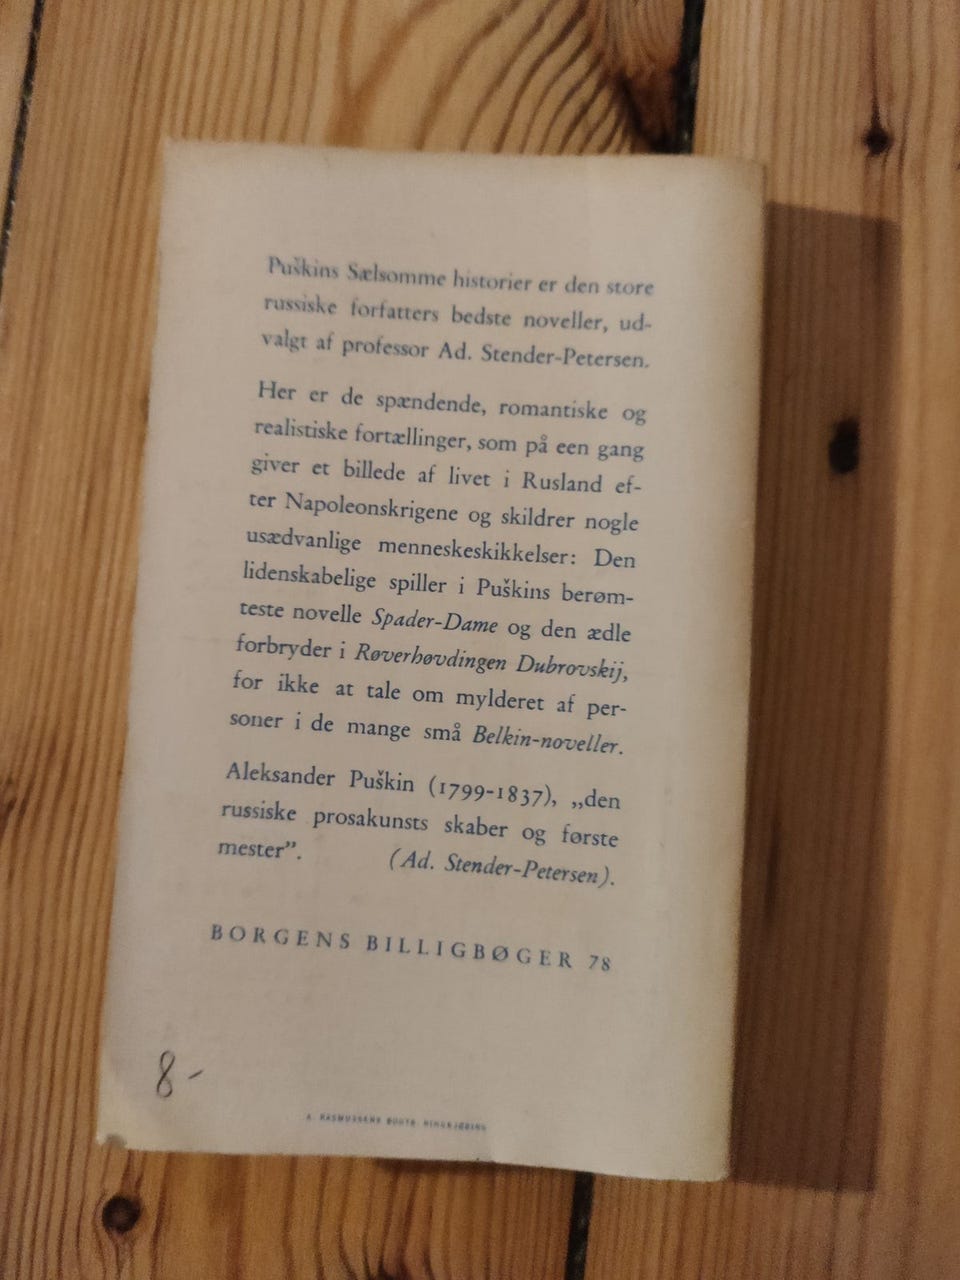 Puškins Sælsomme historier er den store
russiske forfatters bedste noveller, ud-
valgt af professor Ad. Stender-Petersen.
Her er de spændende, romantiske og
realistiske fortællinger, som på een gang
giver et billede af livet i Rusland ef-
ter Napoleonskrigene og skildrer nogle
usædvanlige menneskeskikkelser: Den
lidenskabelige spiller i Puškins berøm-
teste novelle Spader-Dame og den ædle
forbryder i Røverhøvdingen Dubrovskij,
for ikke at tale om mylderet af per-
soner i de mange små Belkin-noveller.
Aleksander Puškin (1799-1837), „den
russiske prosakunsts skaber og første
mester”. (Ad. Stender-Petersen).
BORGENS BILLIGBØGER 78
8-
A. RASMUSSENS BOGTR. RINGKJØBING